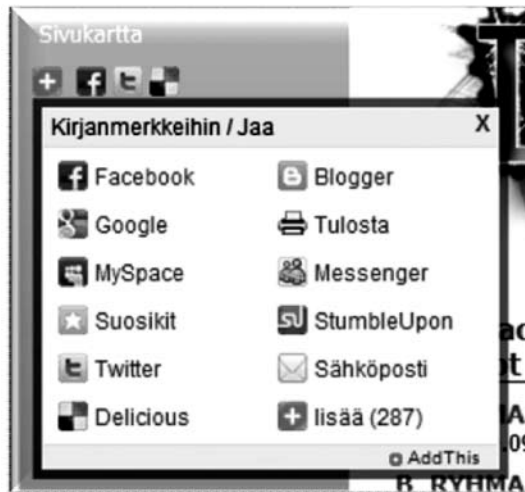 Sivukartta
Kirjanmerkkeihin / Jaa X
Facebook Blogger
Google Tulosta
MySpace Messenger
Suosikit StumbleUpon
Twitter Sähköposti
Delicious lisää (287)
AddThis
B RYHMA